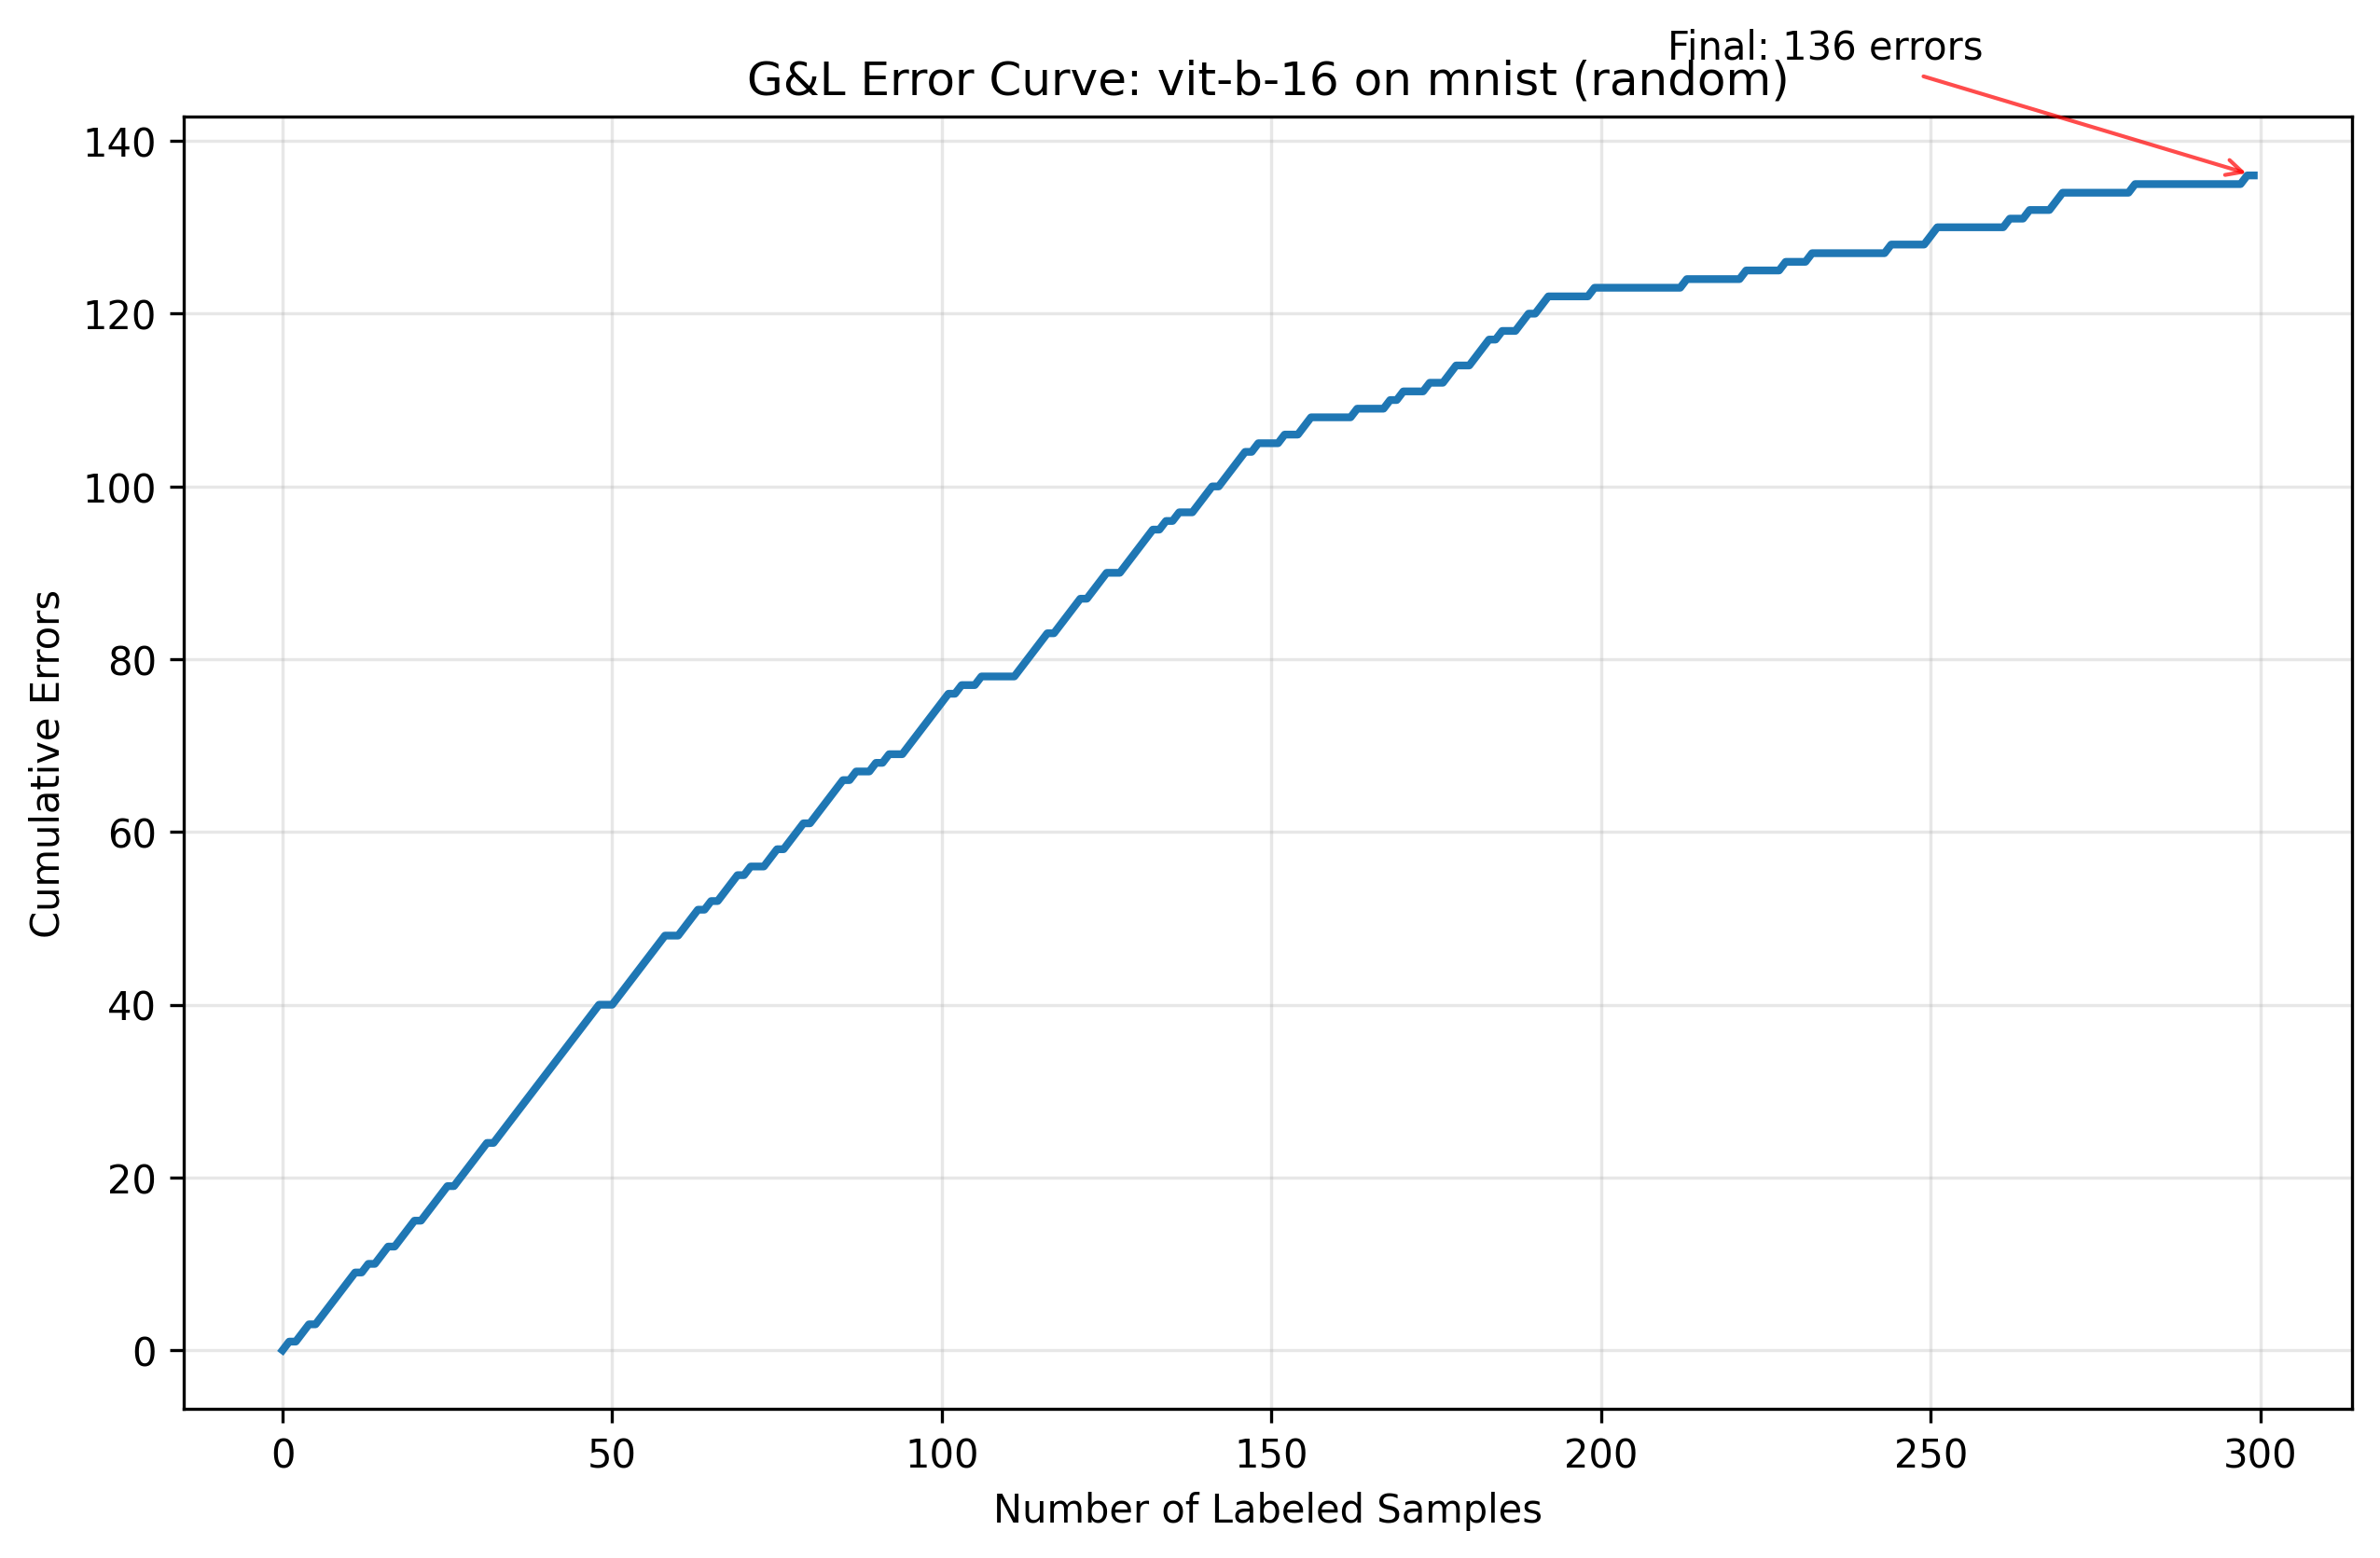 Final: 136 errors
G&L Error Curve: vit-b-16 on mnist (random)
140
120
100
80
60
40
20
0
Cumulative Errors
0 50 100 150 200 250 300
Number of Labeled Samples